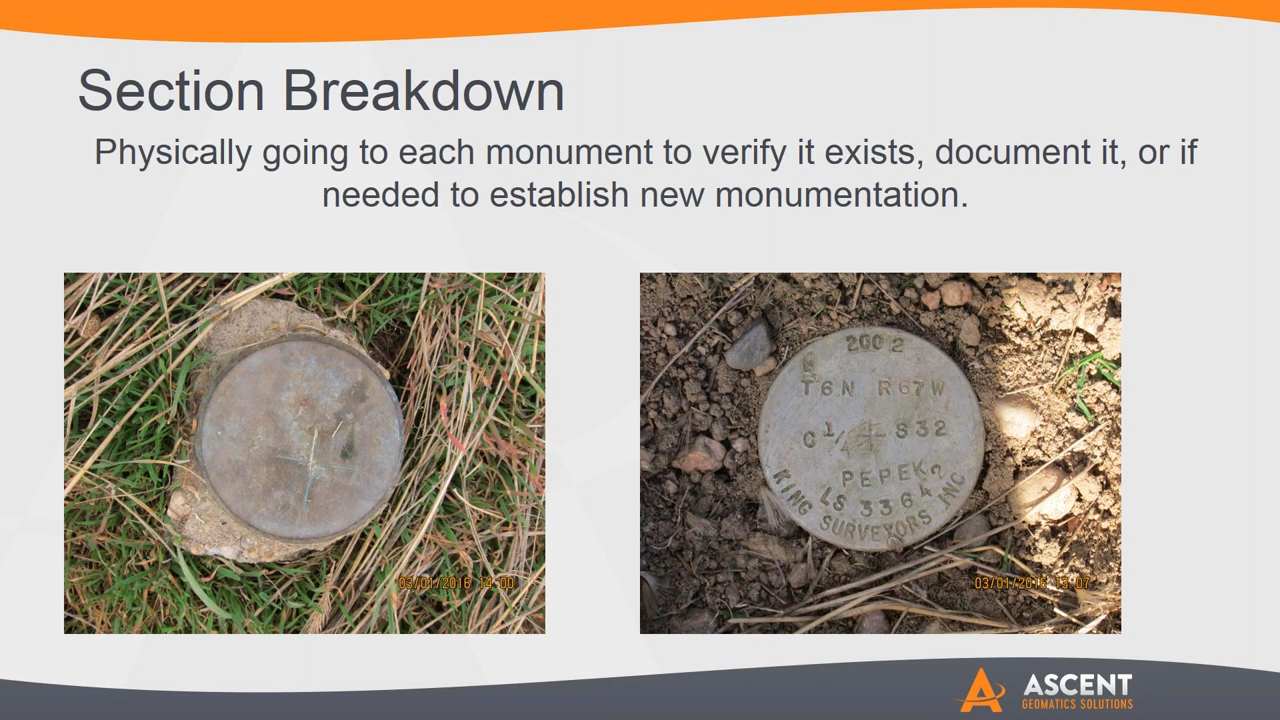 Section Breakdown
Physically going to each monument to verify it exists, document it, or if
needed to establish new monumentation.
03/01/2016 14:00
2002
T6N R67W
C 1/4 S32
PEPEK
LS 33642
KING SURVEYORS INC
03/01/2016 13:07
ASCENT
GEOMATICS SOLUTIONS